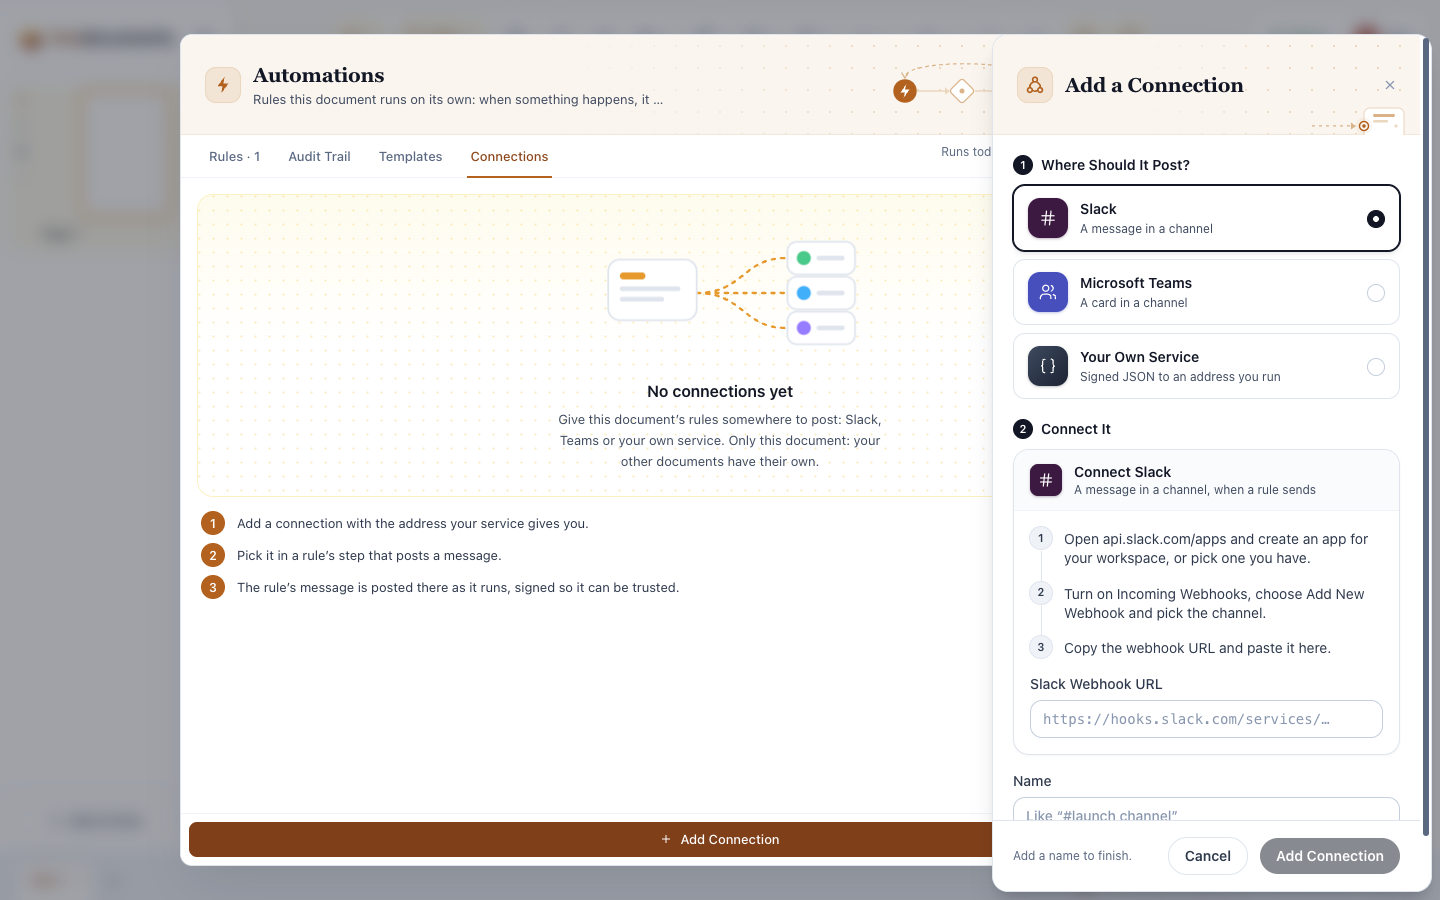 Automations
Rules this document runs on its own: when something happens, it ...
Rules · 1
Audit Trail
Templates
Connections
Runs tod
No connections yet
Give this document’s rules somewhere to post: Slack,
Teams or your own service. Only this document: your
other documents have their own.
1 Add a connection with the address your service gives you.
2 Pick it in a rule’s step that posts a message.
3 The rule’s message is posted there as it runs, signed so it can be trusted.
+ Add Connection
Add a Connection
×
1 Where Should It Post?
Slack
A message in a channel
Microsoft Teams
A card in a channel
{ } Your Own Service
Signed JSON to an address you run
2 Connect It
Connect Slack
A message in a channel, when a rule sends
1 Open api.slack.com/apps and create an app for
your workspace, or pick one you have.
2 Turn on Incoming Webhooks, choose Add New
Webhook and pick the channel.
3 Copy the webhook URL and paste it here.
Slack Webhook URL
https://hooks.slack.com/services/…
Name
Like “#launch channel”
Add a name to finish.
Cancel
Add Connection